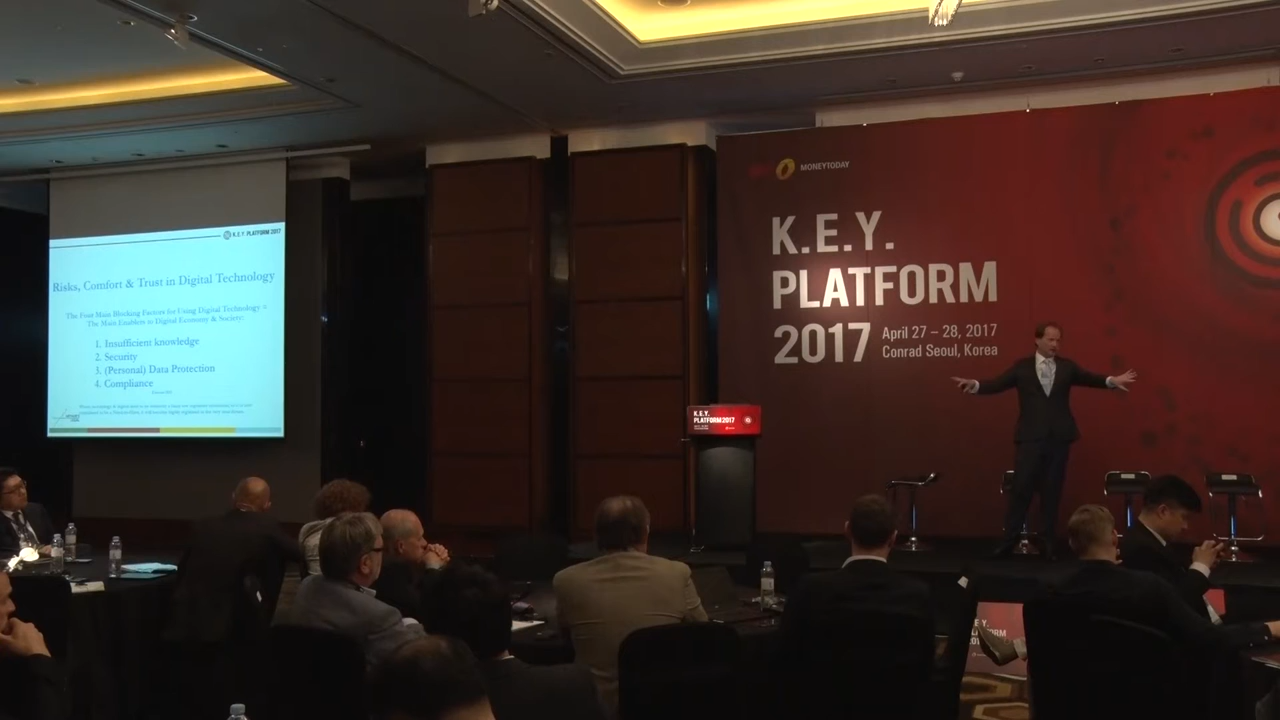 K.E.Y. PLATFORM 2017
Risks, Comfort & Trust in Digital Technology
The Four Main Blocking Factors for Using Digital Technology =
The Main Enablers to Digital Economy & Society:
1. Insufficient knowledge
2. Security
3. (Personal) Data Protection
4. Compliance
MONEYTODAY
K.E.Y.
PLATFORM
2017
April 27 – 28, 2017
Conrad Seoul, Korea
K.E.Y.
PLATFORM 2017